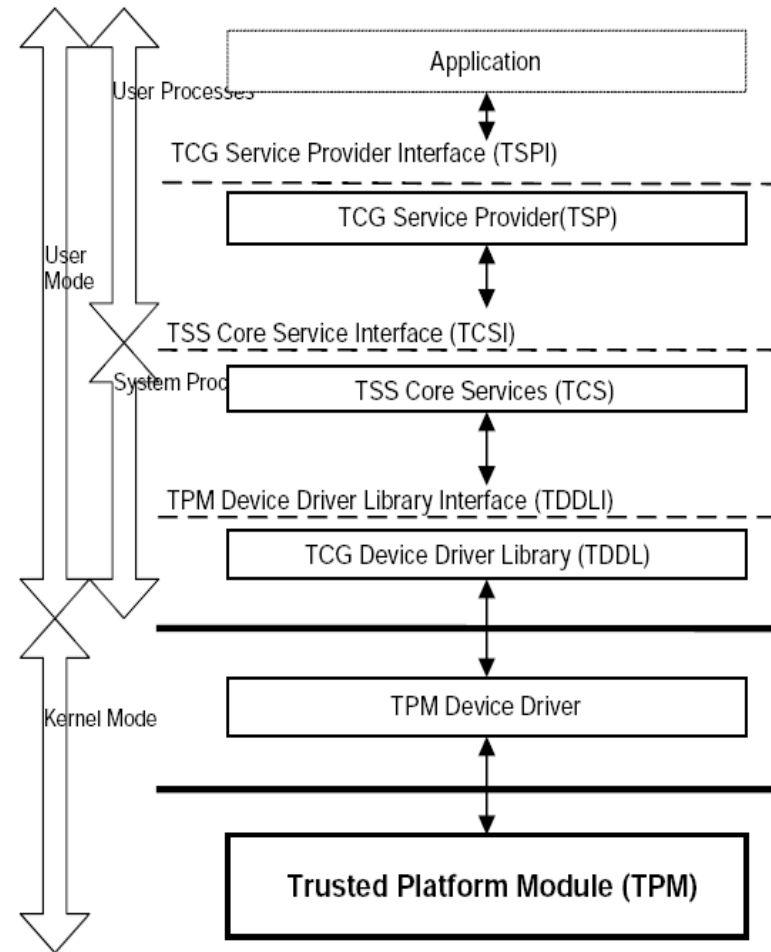 Application
User Processes
TCG Service Provider Interface (TSPI)
TCG Service Provider(TSP)
User
Mode
TSS Core Service Interface (TCSI)
System Proc
TSS Core Services (TCS)
TPM Device Driver Library Interface (TDDLI)
TCG Device Driver Library (TDDL)
Kernel Mode
TPM Device Driver
Trusted Platform Module (TPM)